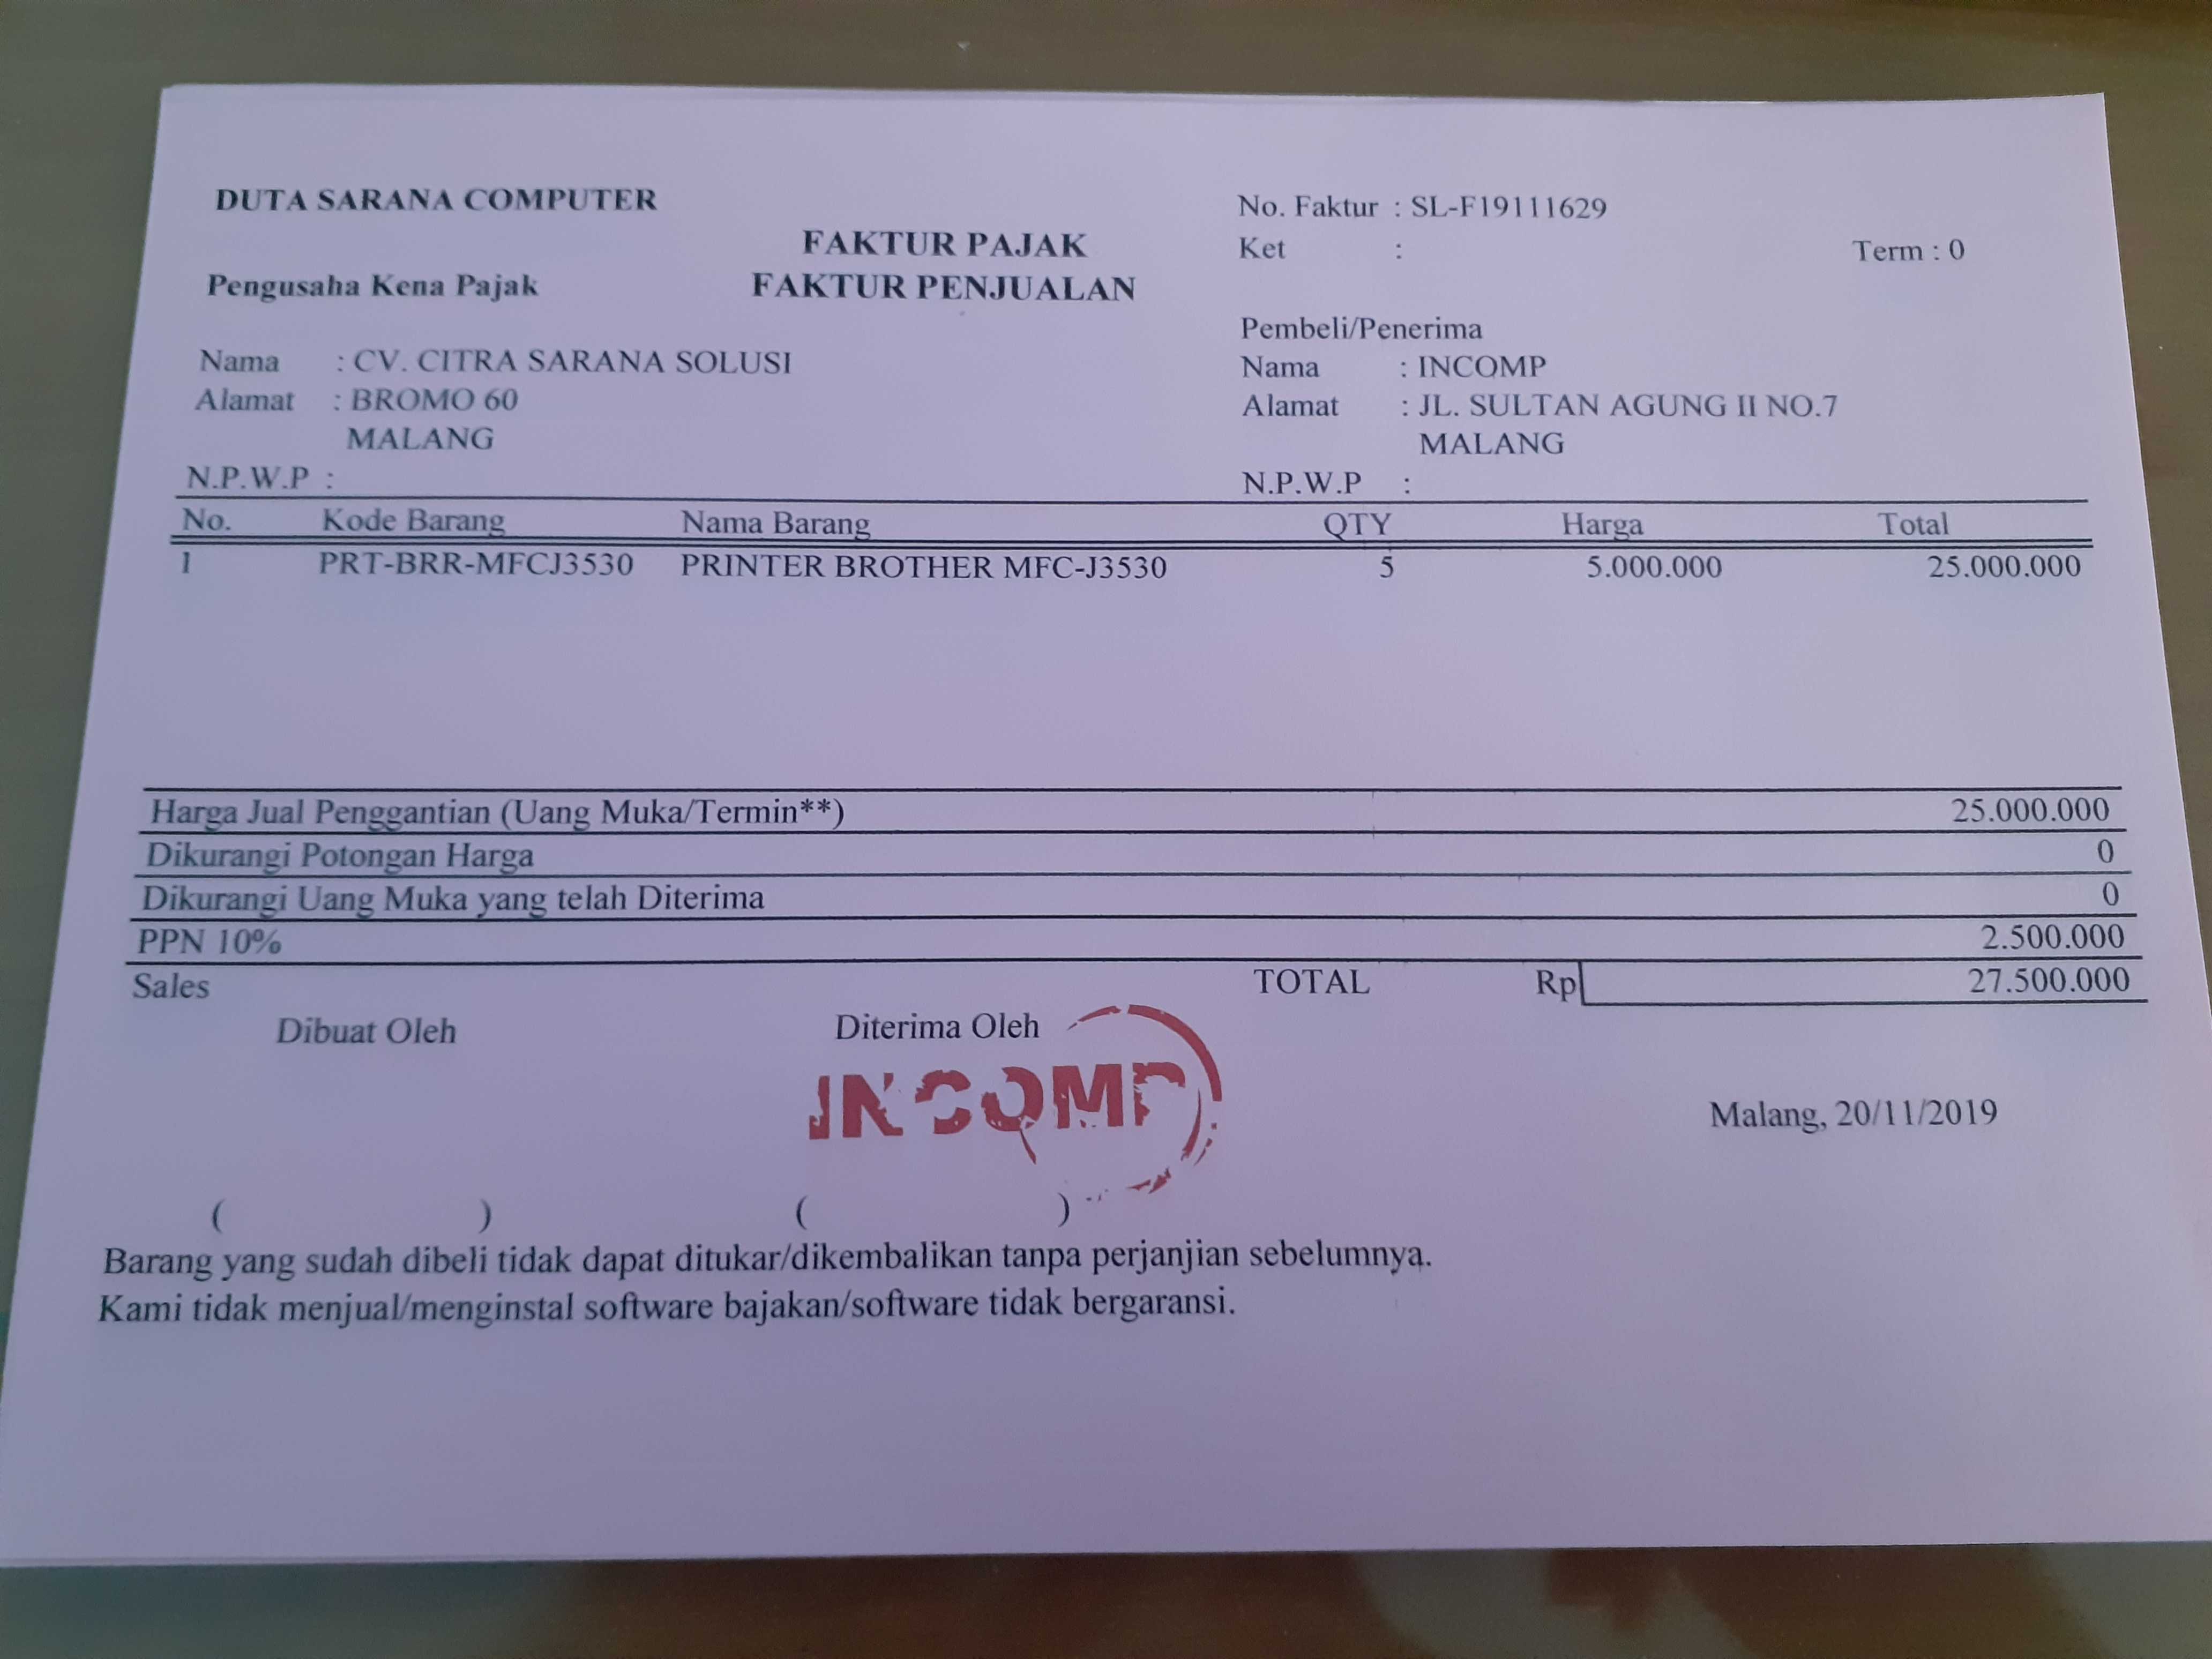 DUTA SARANA COMPUTER
FAKTUR PAJAK
FAKTUR PENJUALAN
No. Faktur : SL-F19111629
Ket :
Term : 0
Pengusaha Kena Pajak
Nama : CV. CITRA SARANA SOLUSI
Alamat : BROMO 60
MALANG
N.P.W.P :
Pembeli/Penerima
Nama : INCOMP
Alamat : JL. SULTAN AGUNG II NO.7
MALANG
N.P.W.P :
No. Kode Barang Nama Barang QTY Harga Total
1 PRT-BRR-MFCJ3530 PRINTER BROTHER MFC-J3530 5 5.000.000 25.000.000
Harga Jual Penggantian (Uang Muka/Termin**) 25.000.000
Dikurangi Potongan Harga 0
Dikurangi Uang Muka yang telah Diterima 0
PPN 10% 2.500.000
Sales TOTAL Rp 27.500.000
Dibuat Oleh Diterima Oleh
INCOMP
Malang, 20/11/2019
( ) ( )
Barang yang sudah dibeli tidak dapat ditukar/dikembalikan tanpa perjanjian sebelumnya.
Kami tidak menjual/menginstal software bajakan/software tidak bergaransi.